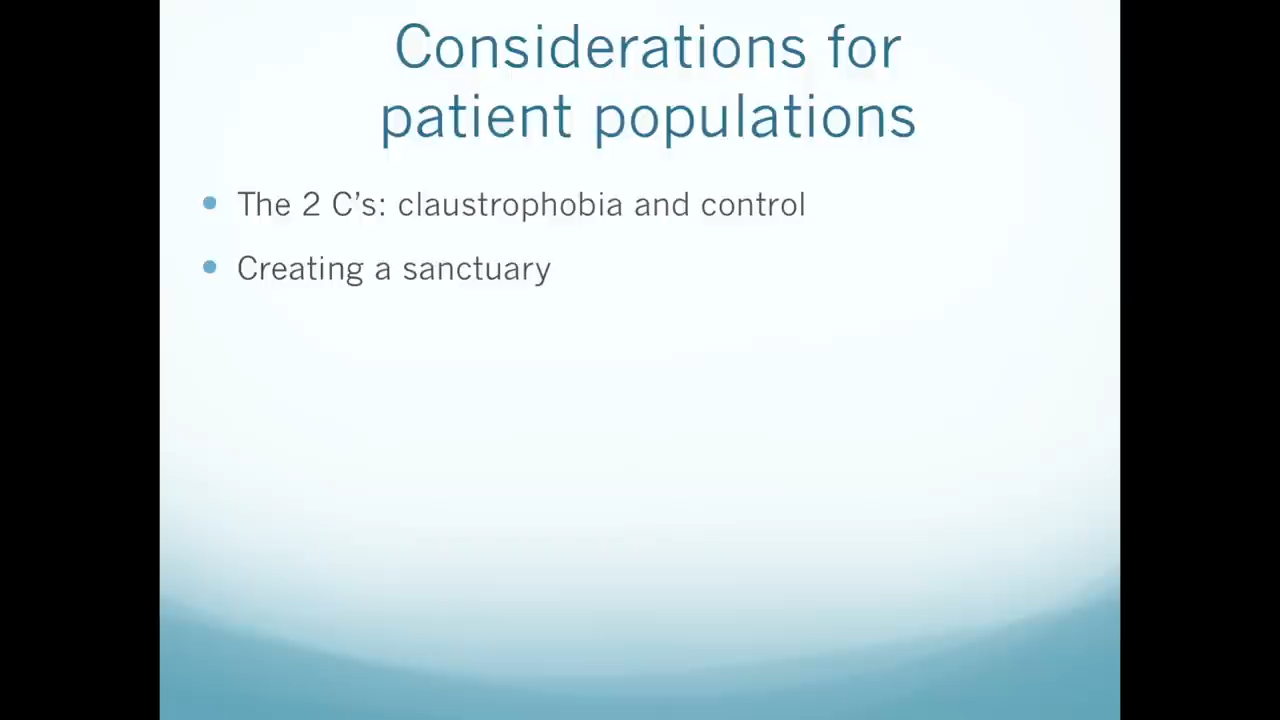 Considerations for
patient populations
• The 2 C’s: claustrophobia and control
• Creating a sanctuary